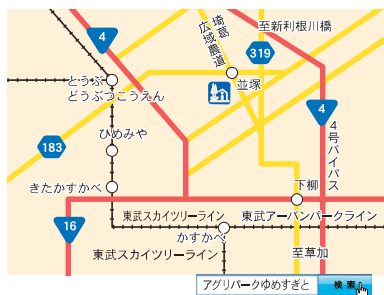 4
埼葛
広域農道
至新利根川橋
319
とうぶ
どうぶつこうえん
並塚
4
4号バイパス
ひめみや
183
きたかすかべ
下柳
16
東武スカイツリーライン
東武アーバンパークライン
かすかべ
東武スカイツリーライン
至草加
アグリパークゆめすぎと
検索